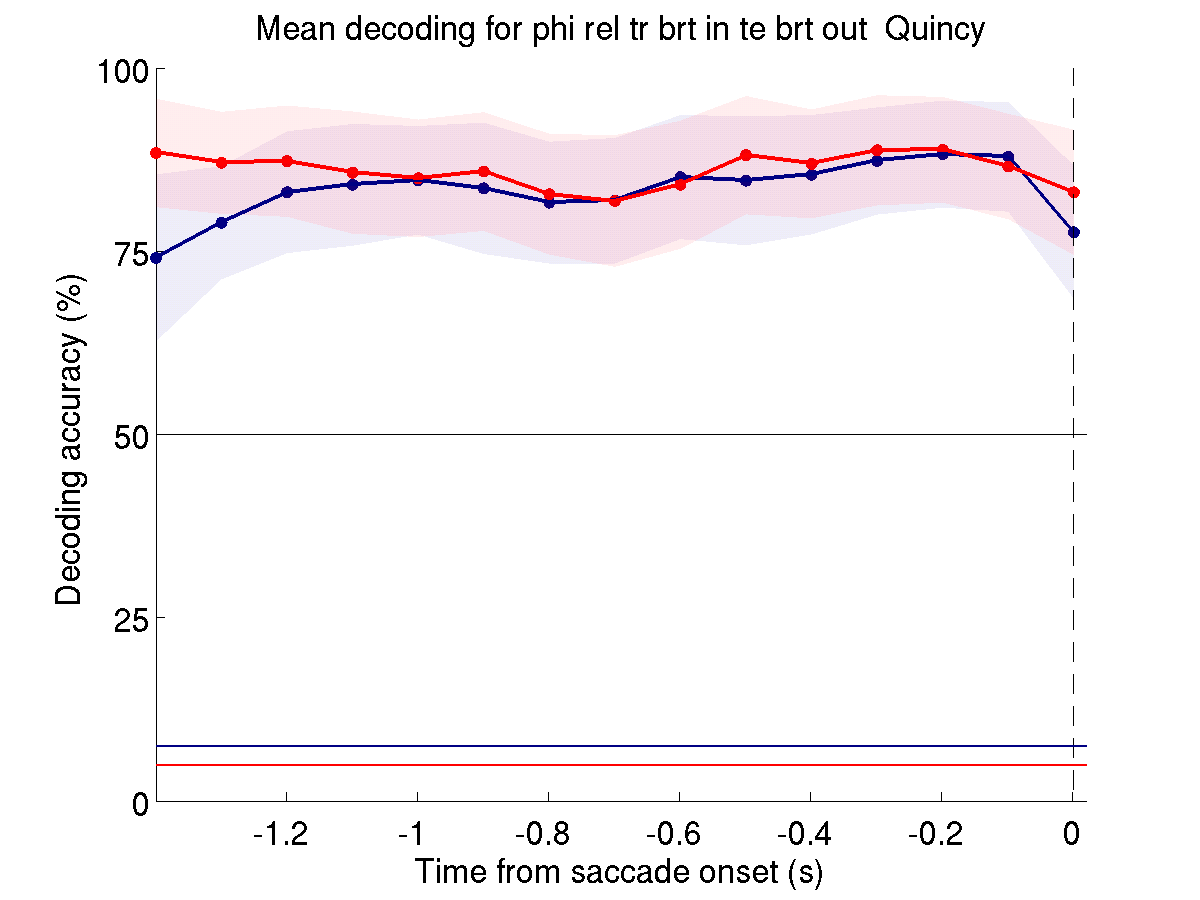 Mean decoding for phi rel tr brt in te brt out  Quincy
100
75
50
25
0
Decoding accuracy (%)
-1.2 -1 -0.8 -0.6 -0.4 -0.2 0
Time from saccade onset (s)